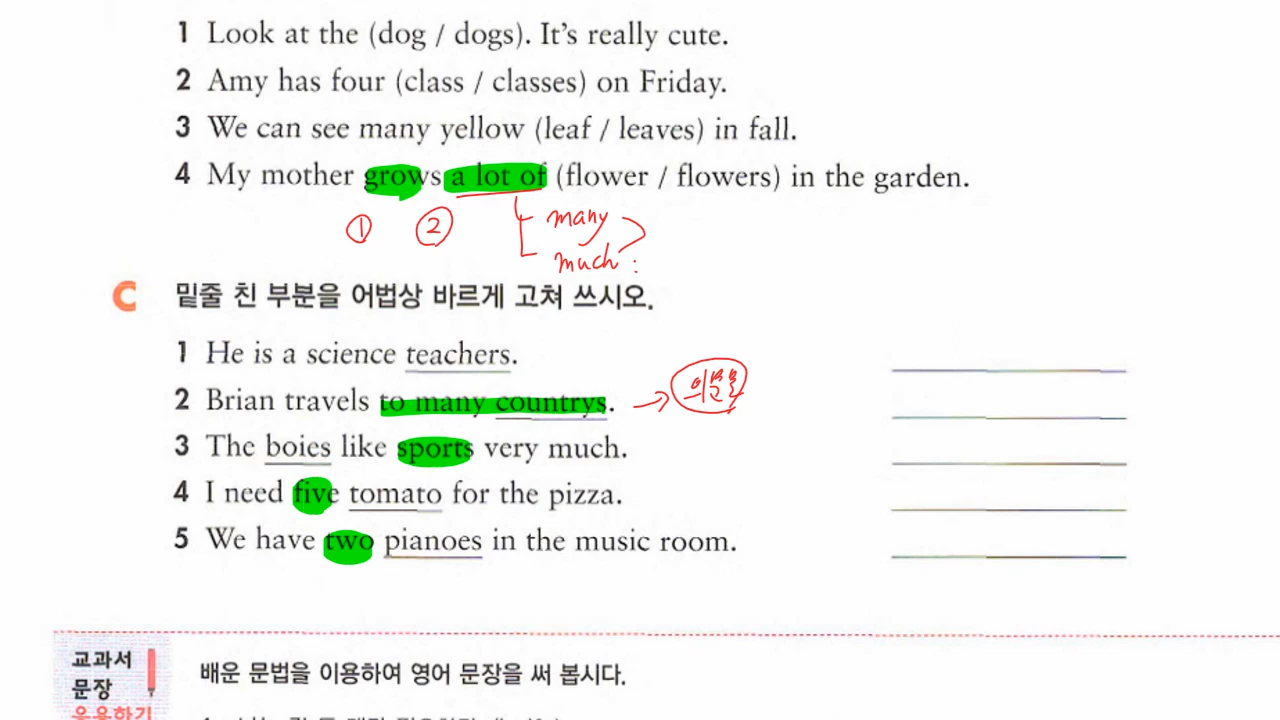 1 Look at the (dog / dogs). It's really cute.
2 Amy has four (class / classes) on Friday.
3 We can see many yellow (leaf / leaves) in fall.
4 My mother grows a lot of (flower / flowers) in the garden.
① ② many
much :
C 밑줄 친 부분을 어법상 바르게 고쳐 쓰시오.
1 He is a science teachers.
2 Brian travels to many countrys.
3 The boies like sports very much.
4 I need five tomato for the pizza.
5 We have two pianoes in the music room.
교과서
문장
응용하기
배운 문법을 이용하여 영어 문장을 써 봅시다.